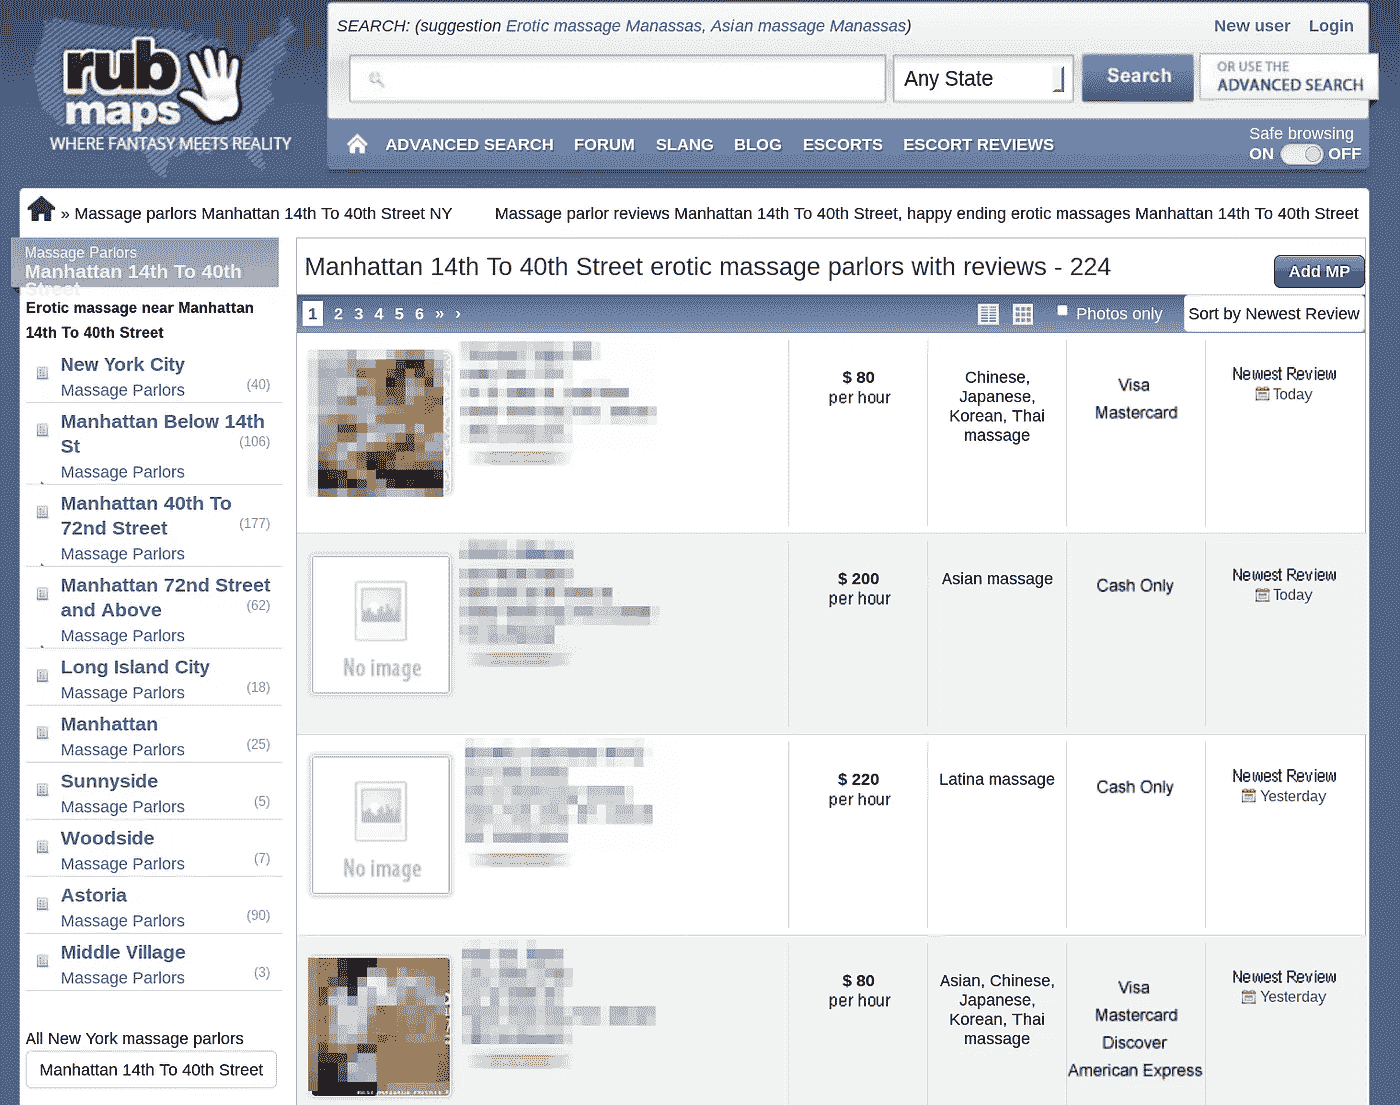 rub
maps
WHERE FANTASY MEETS REALITY
SEARCH: (suggestion Erotic massage Manassas, Asian massage Manassas)
New user Login
Any State
Search
OR USE THE
ADVANCED SEARCH
ADVANCED SEARCH FORUM SLANG BLOG ESCORTS ESCORT REVIEWS
Safe browsing
ON OFF
» Massage parlors Manhattan 14th To 40th Street NY
Massage parlor reviews Manhattan 14th To 40th Street, happy ending erotic massages Manhattan 14th To 40th Street
Massage Parlors
Manhattan 14th To 40th
Street
Erotic massage near Manhattan
14th To 40th Street
New York City
Massage Parlors (40)
Manhattan Below 14th
St (106)
Massage Parlors
Manhattan 40th To
72nd Street (177)
Massage Parlors
Manhattan 72nd Street
and Above (62)
Massage Parlors
Long Island City
Massage Parlors (18)
Manhattan
Massage Parlors (25)
Sunnyside
Massage Parlors (5)
Woodside
Massage Parlors (7)
Astoria
Massage Parlors (90)
Middle Village
Massage Parlors (3)
All New York massage parlors
Manhattan 14th To 40th Street
Manhattan 14th To 40th Street erotic massage parlors with reviews - 224
Add MP
1 2 3 4 5 6 » ›
Photos only
Sort by Newest Review
$ 80
per hour
Chinese,
Japanese,
Korean, Thai
massage
Visa
Mastercard
Newest Review
Today
No image
$ 200
per hour
Asian massage
Cash Only
Newest Review
Today
No image
$ 220
per hour
Latina massage
Cash Only
Newest Review
Yesterday
$ 80
per hour
Asian, Chinese,
Japanese,
Korean, Thai
massage
Visa
Mastercard
Discover
American Express
Newest Review
Yesterday